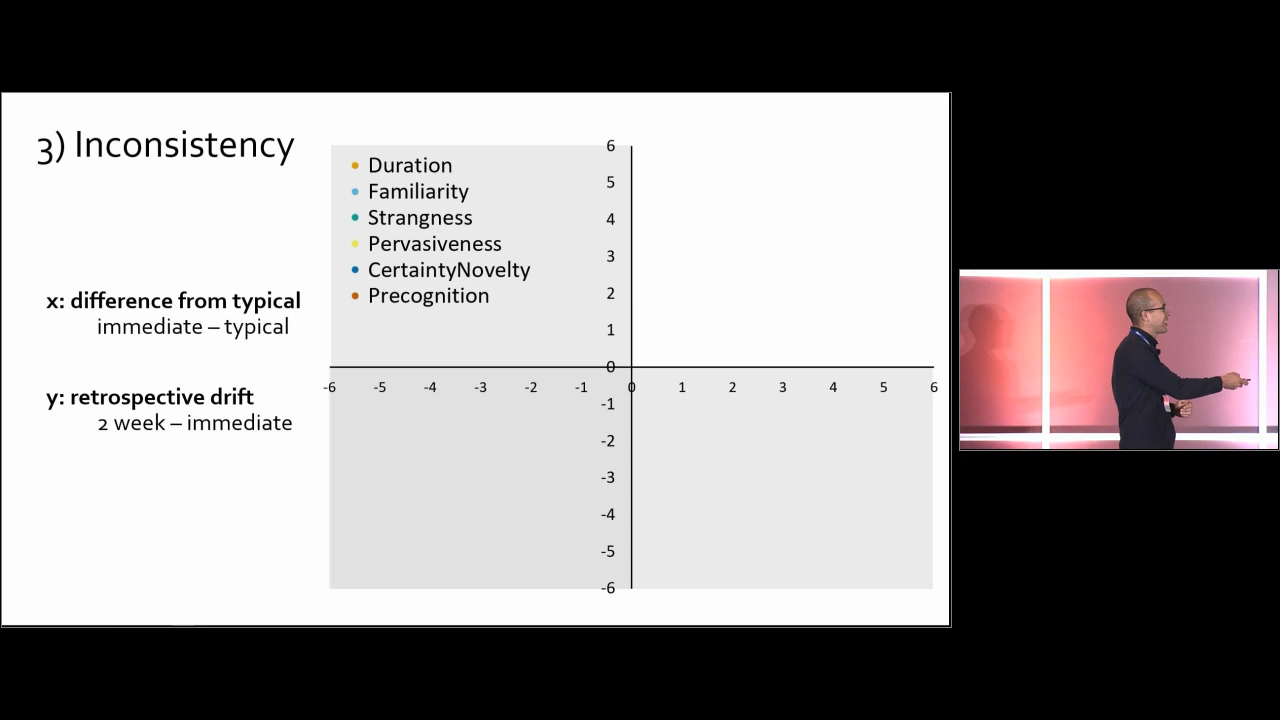 3) Inconsistency
x: difference from typical
immediate – typical
y: retrospective drift
2 week – immediate
Duration
Familiarity
Strangness
Pervasiveness
CertaintyNovelty
Precognition
6
5
4
3
2
1
0
-1
-2
-3
-4
-5
-6
-6 -5 -4 -3 -2 -1 0 1 2 3 4 5 6